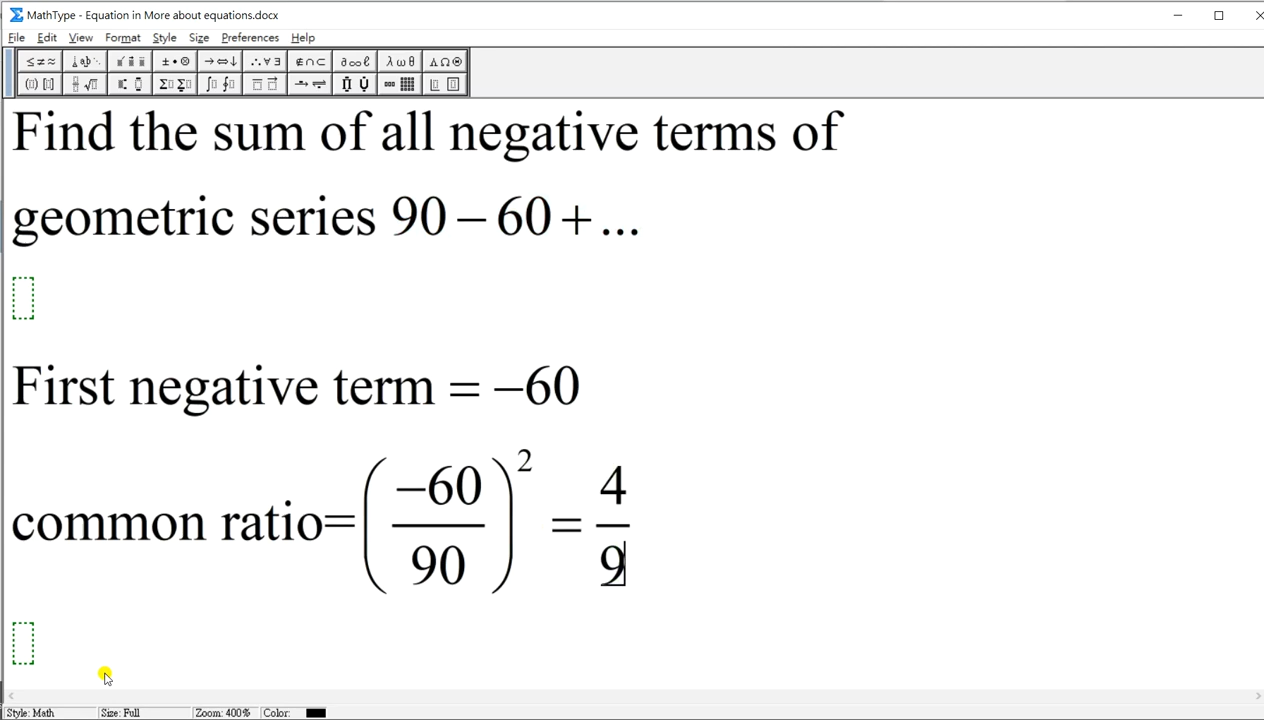 MathType - Equation in More about equations.docx
File Edit View Format Style Size Preferences Help
Find the sum of all negative terms of
geometric series 90 − 60 + ...
First negative term = −60
common ratio= (−60/90)² = 4/9
Style: Math Size: Full Zoom: 400% Color: